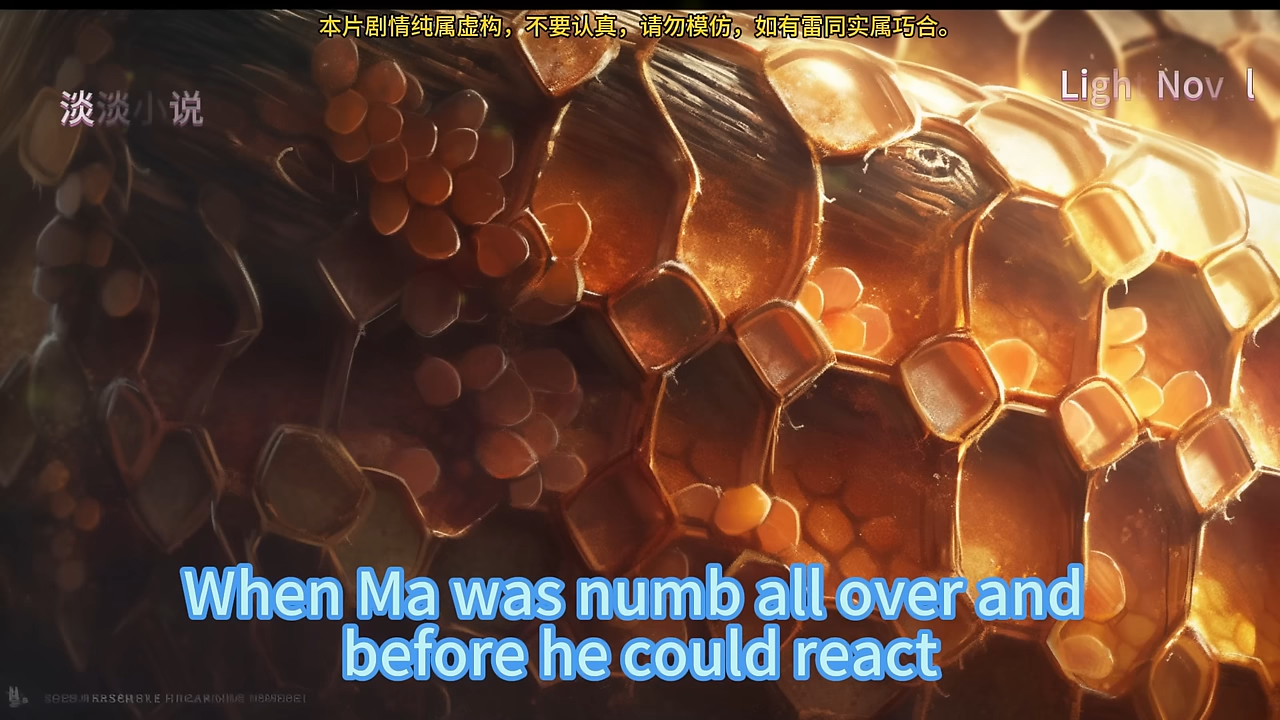 本片剧情纯属虚构，不要认真，请勿模仿，如有雷同实属巧合。
淡淡小说
Light Nov l
When Ma was numb all over and
before he could react